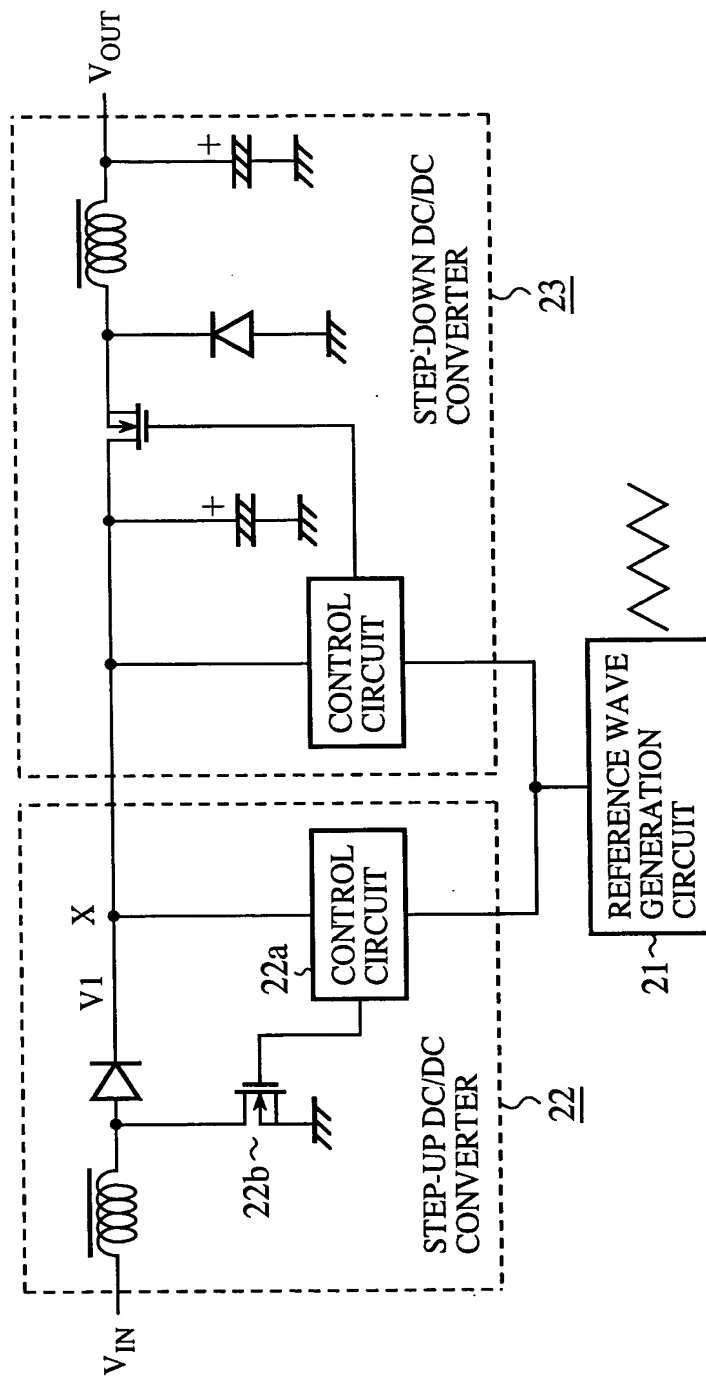 V_IN
V1
X
V_OUT
22b
22a
CONTROL
CIRCUIT
STEP-UP DC/DC
CONVERTER
22
CONTROL
CIRCUIT
+
+
STEP-DOWN DC/DC
CONVERTER
23
REFERENCE WAVE
GENERATION
CIRCUIT
21